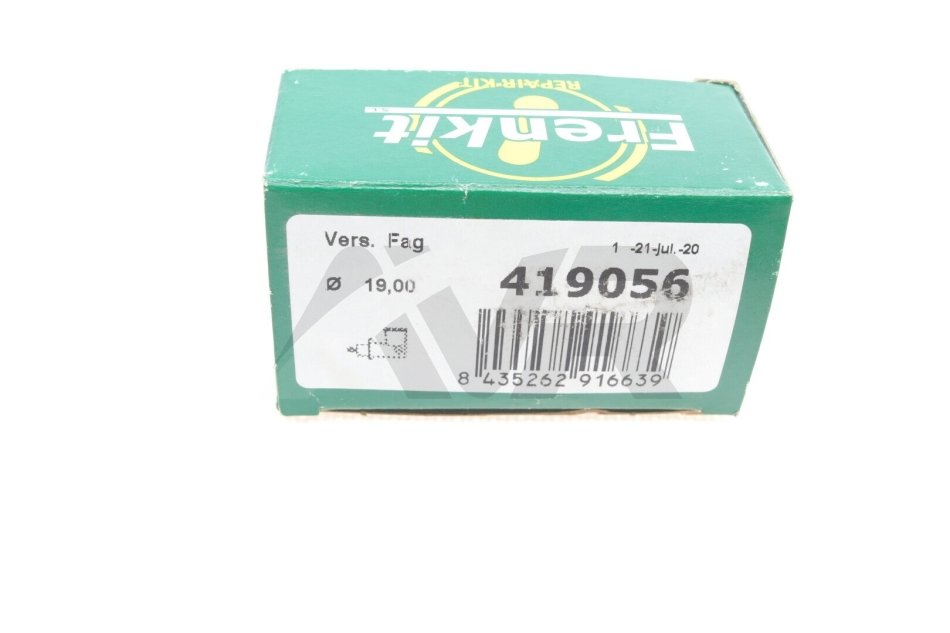 REPAIR-KIT
S.L.
Frenkit
Vers. Fag
1 -21-jul.-20
Ø 19,00
419056
8 435262 916639